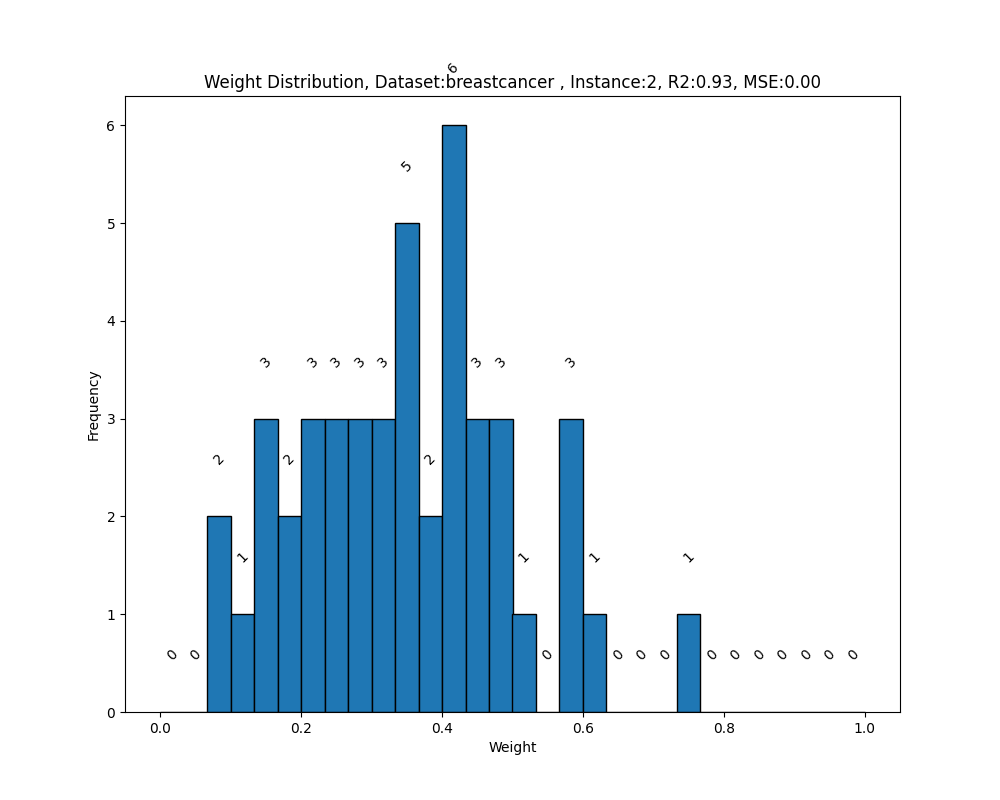 6
Weight Distribution, Dataset:breastcancer , Instance:2, R2:0.93, MSE:0.00
6
5
5
4
3 3 3 3 3 3 3 3
3
2 2 2
2
1 1 1 1
1
0 0 0 0 0 0 0 0 0 0 0 0 0
0
0.0 0.2 0.4 0.6 0.8 1.0
Frequency
Weight